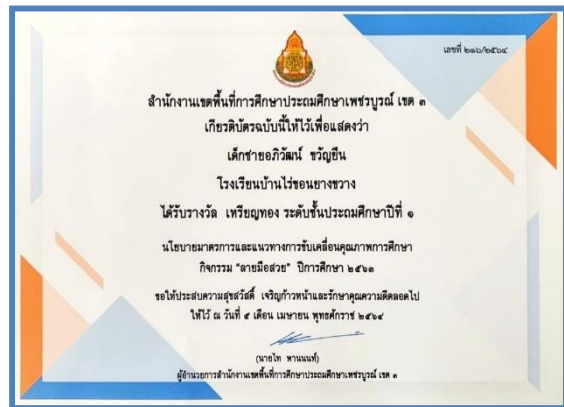 เลขที่ ๒๑๖/๒๕๖๔
สำนักงานเขตพื้นที่การศึกษาประถมศึกษาเพชรบูรณ์ เขต ๓
เกียรติบัตรฉบับนี้ให้ไว้เพื่อแสดงว่า
เด็กชายอภิวัฒน์ ขวัญยืน
โรงเรียนบ้านไร่ขอนยางขวาง
ได้รับรางวัล เหรียญทอง ระดับชั้นประถมศึกษาปีที่ ๑
นโยบายมาตรการและแนวทางการขับเคลื่อนคุณภาพการศึกษา
กิจกรรม "ลายมือสวย" ปีการศึกษา ๒๕๖๓
ขอให้ประสบความสุขสวัสดิ์ เจริญก้าวหน้าและรักษาคุณความดีตลอดไป
ให้ไว้ ณ วันที่ ๕ เดือน เมษายน พุทธศักราช ๒๕๖๔
(นายไท พานนนท์)
ผู้อำนวยการสำนักงานเขตพื้นที่การศึกษาประถมศึกษาเพชรบูรณ์ เขต ๓